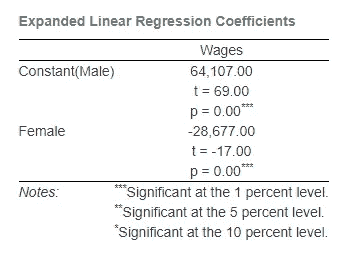 Expanded Linear Regression Coefficients
Wages
Constant(Male) 64,107.00
t = 69.00
p = 0.00***
Female -28,677.00
t = -17.00
p = 0.00***
Notes: ***Significant at the 1 percent level.
**Significant at the 5 percent level.
*Significant at the 10 percent level.